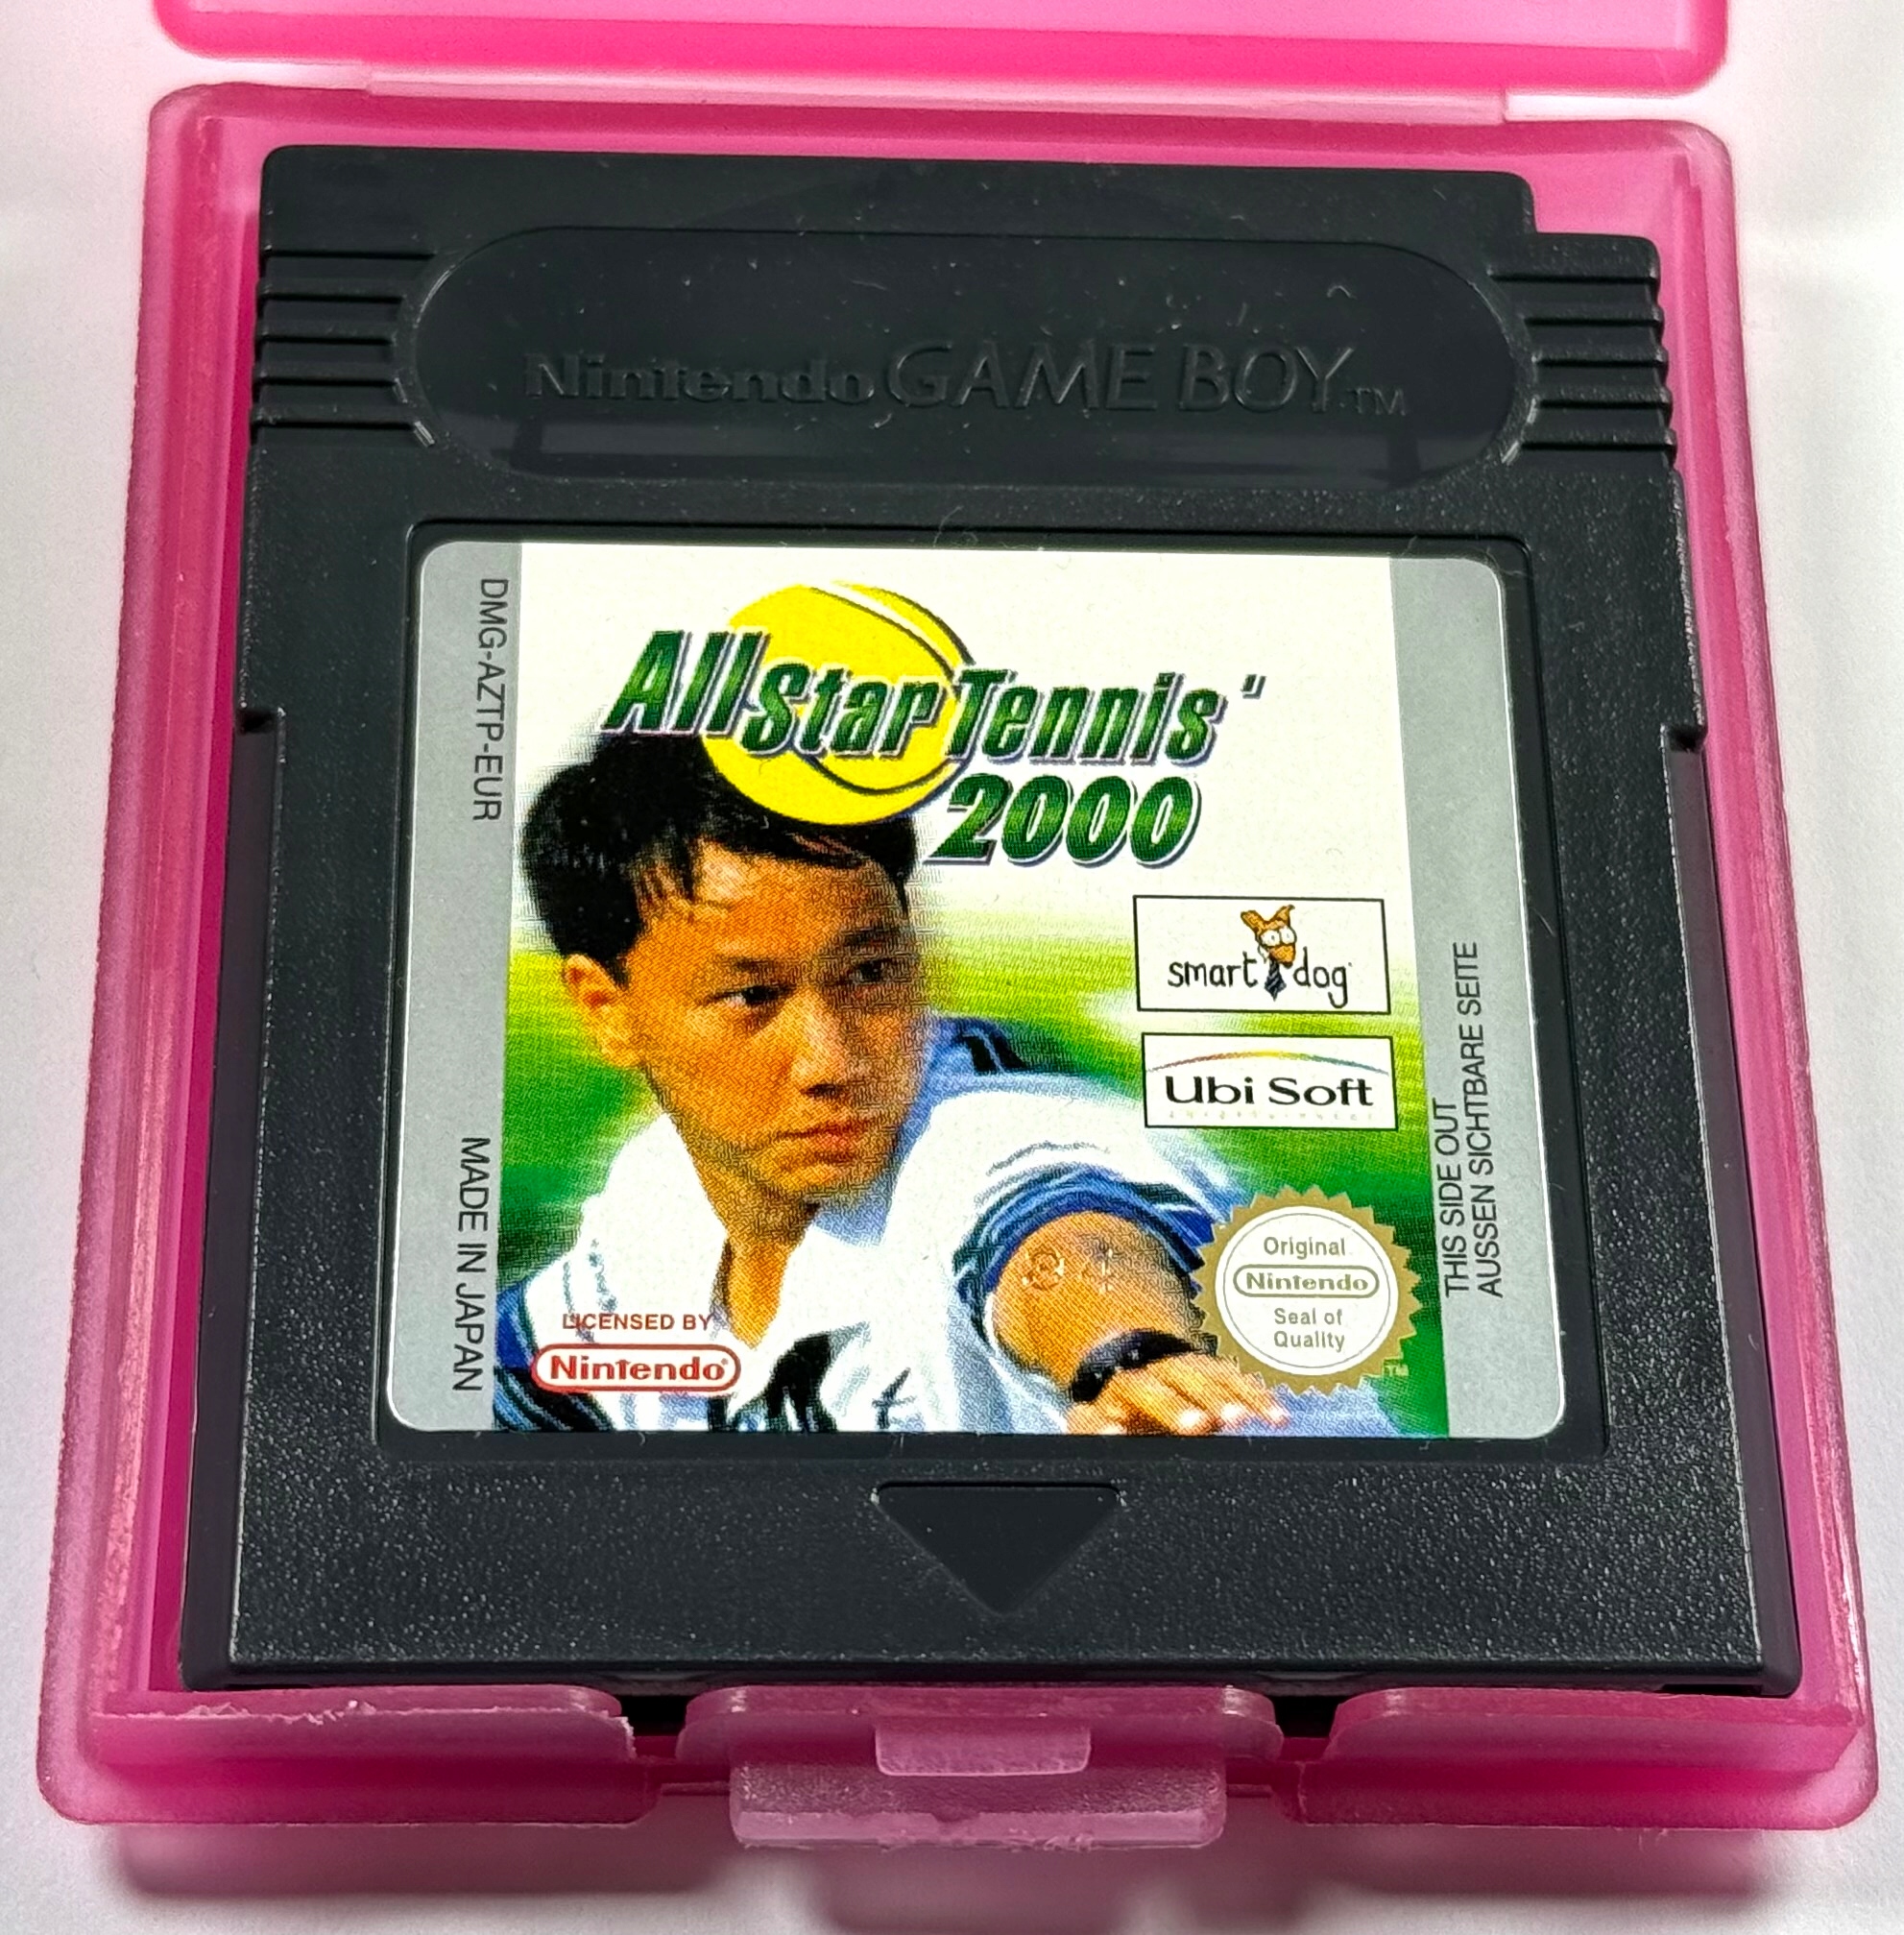 Nintendo GAME BOY TM
DMG-AZTP-EUR
MADE IN JAPAN
All Star Tennis
2000
smart dog
Ubi Soft
THIS SIDE OUT
AUSSEN SICHTBARE SEITE
LICENSED BY
Nintendo®
Original
Nintendo
Seal of
Quality
TM